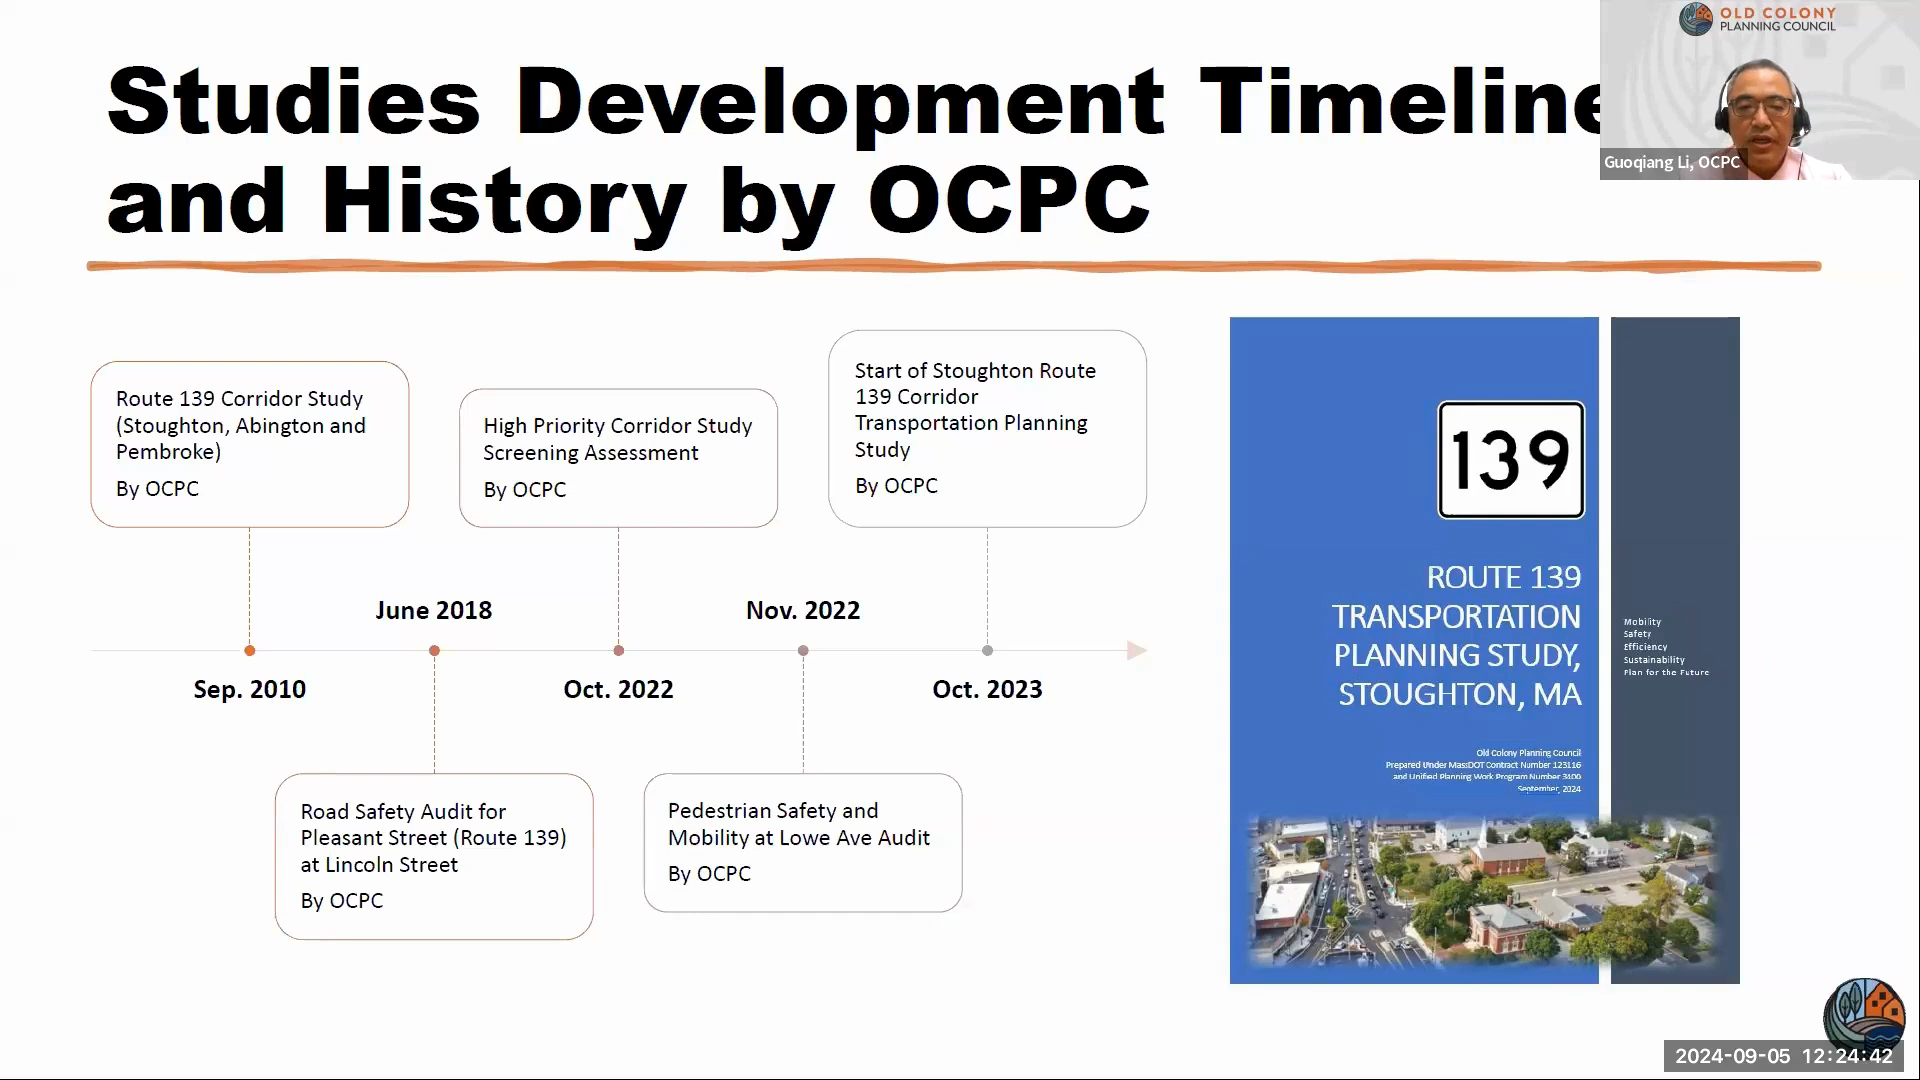 OLD COLONY
PLANNING COUNCIL
Studies Development Timeline
and History by OCPC
Guoqiang Li, OCPC
Route 139 Corridor Study
(Stoughton, Abington and
Pembroke)
By OCPC
High Priority Corridor Study
Screening Assessment
By OCPC
Start of Stoughton Route
139 Corridor
Transportation Planning
Study
By OCPC
June 2018
Nov. 2022
Sep. 2010
Oct. 2022
Oct. 2023
Road Safety Audit for
Pleasant Street (Route 139)
at Lincoln Street
By OCPC
Pedestrian Safety and
Mobility at Lowe Ave Audit
By OCPC
139
ROUTE 139
TRANSPORTATION
PLANNING STUDY,
STOUGHTON, MA
Old Colony Planning Council
Prepared Under MassDOT Contract Number 123116
and Unified Planning Work Program Number 3400
September, 2024
Mobility
Safety
Efficiency
Sustainability
Plan for the Future
2024-09-05 12:24:42